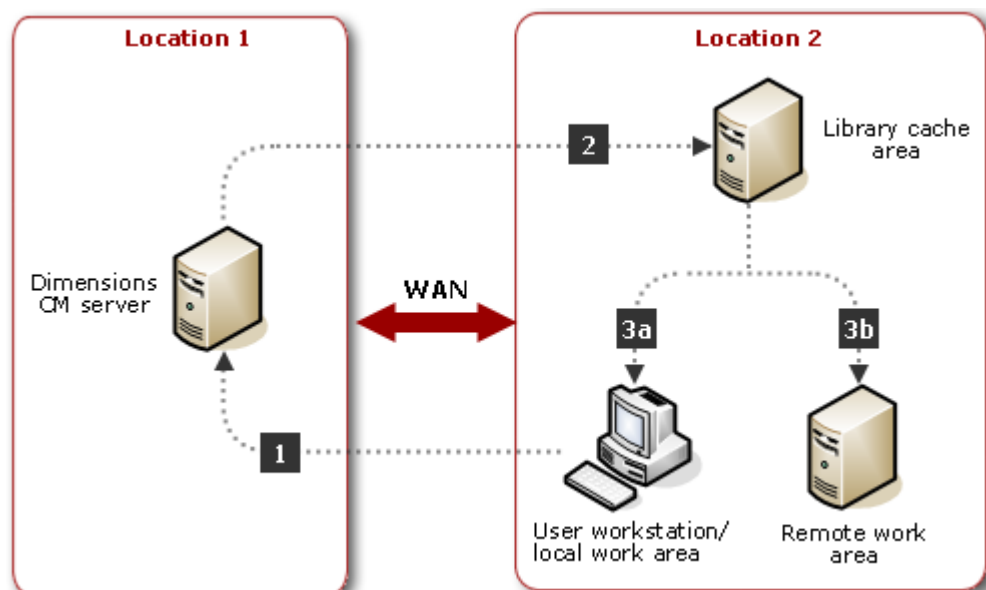 Location 1
Location 2
2
Library cache
area
Dimensions
CM server
WAN
3a
3b
1
User workstation/
local work area
Remote work
area